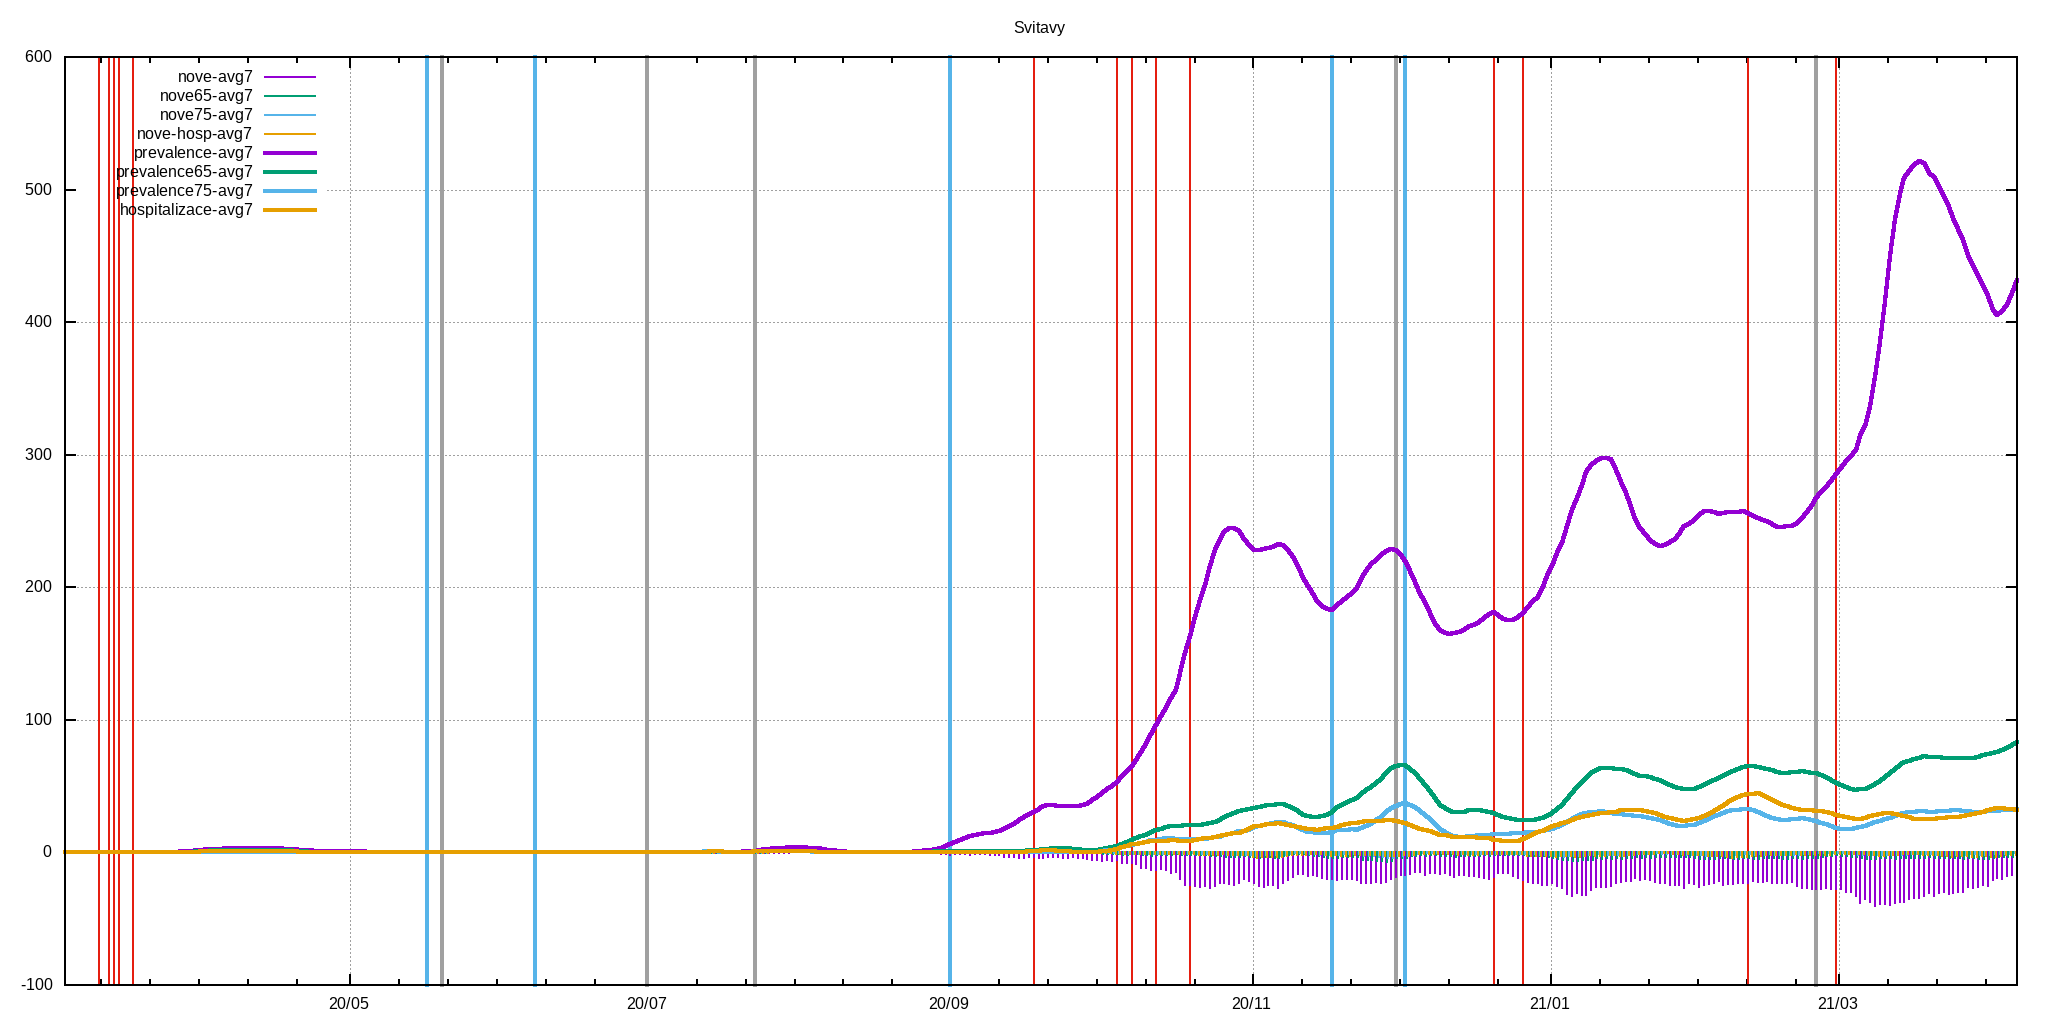 Svitavy
600
nove-avg7
nove65-avg7
nove75-avg7
nove-hosp-avg7
prevalence-avg7
prevalence65-avg7
prevalence75-avg7
hospitalizace-avg7
500
400
300
200
100
0
-100
20/05 20/07 20/09 20/11 21/01 21/03